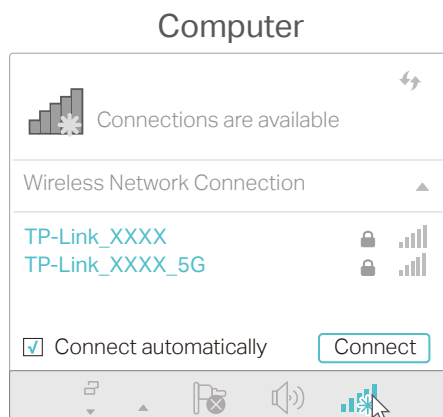 Computer
Connections are available
Wireless Network Connection
TP-Link_XXXX
TP-Link_XXXX_5G
Connect automatically
Connect